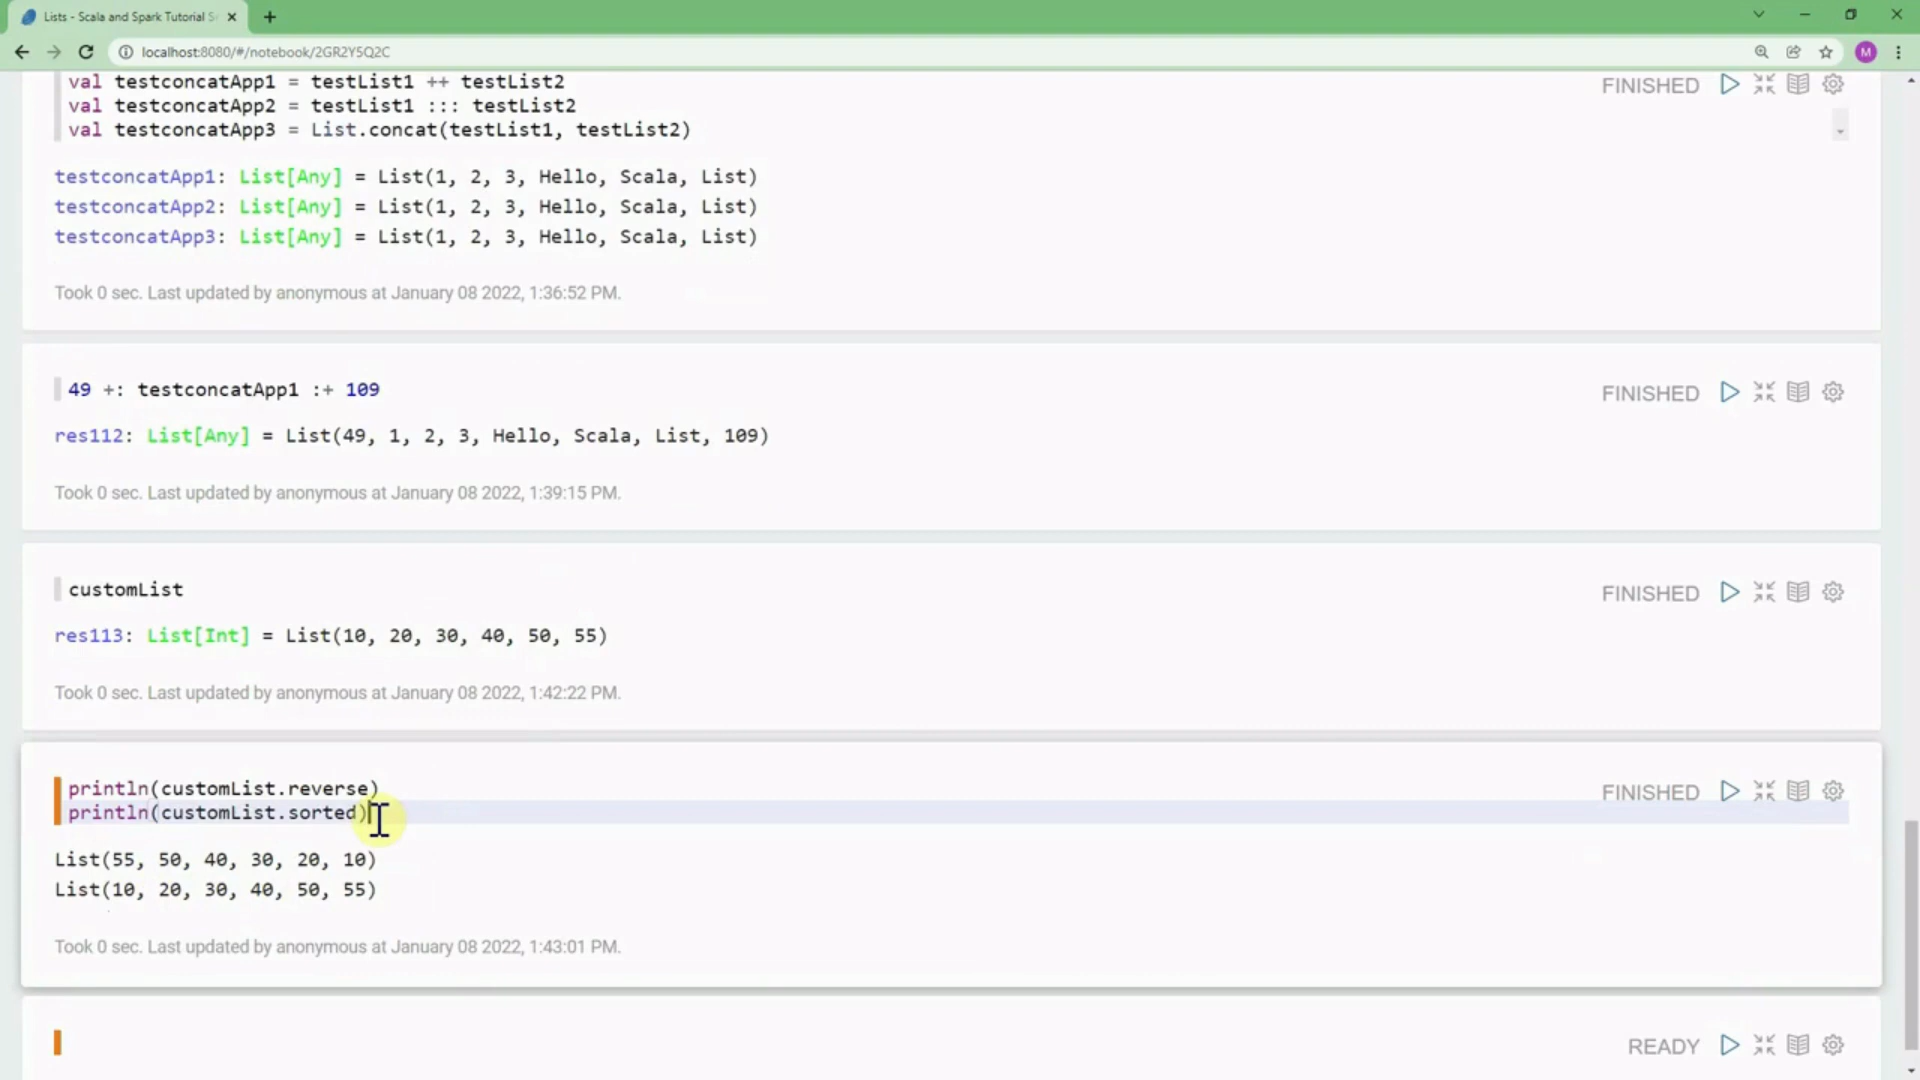 Lists - Scala and Spark Tutorial S
localhost:8080/#/notebook/2GR2Y5Q2C
M
val testconcatApp1 = testList1 ++ testList2
val testconcatApp2 = testList1 ::: testList2
val testconcatApp3 = List.concat(testList1, testList2)
FINISHED
testconcatApp1: List[Any] = List(1, 2, 3, Hello, Scala, List)
testconcatApp2: List[Any] = List(1, 2, 3, Hello, Scala, List)
testconcatApp3: List[Any] = List(1, 2, 3, Hello, Scala, List)
Took 0 sec. Last updated by anonymous at January 08 2022, 1:36:52 PM.
49 +: testconcatApp1 :+ 109
FINISHED
res112: List[Any] = List(49, 1, 2, 3, Hello, Scala, List, 109)
Took 0 sec. Last updated by anonymous at January 08 2022, 1:39:15 PM.
customList
FINISHED
res113: List[Int] = List(10, 20, 30, 40, 50, 55)
Took 0 sec. Last updated by anonymous at January 08 2022, 1:42:22 PM.
println(customList.reverse)
FINISHED
println(customList.sorted)
List(55, 50, 40, 30, 20, 10)
List(10, 20, 30, 40, 50, 55)
Took 0 sec. Last updated by anonymous at January 08 2022, 1:43:01 PM.
READY